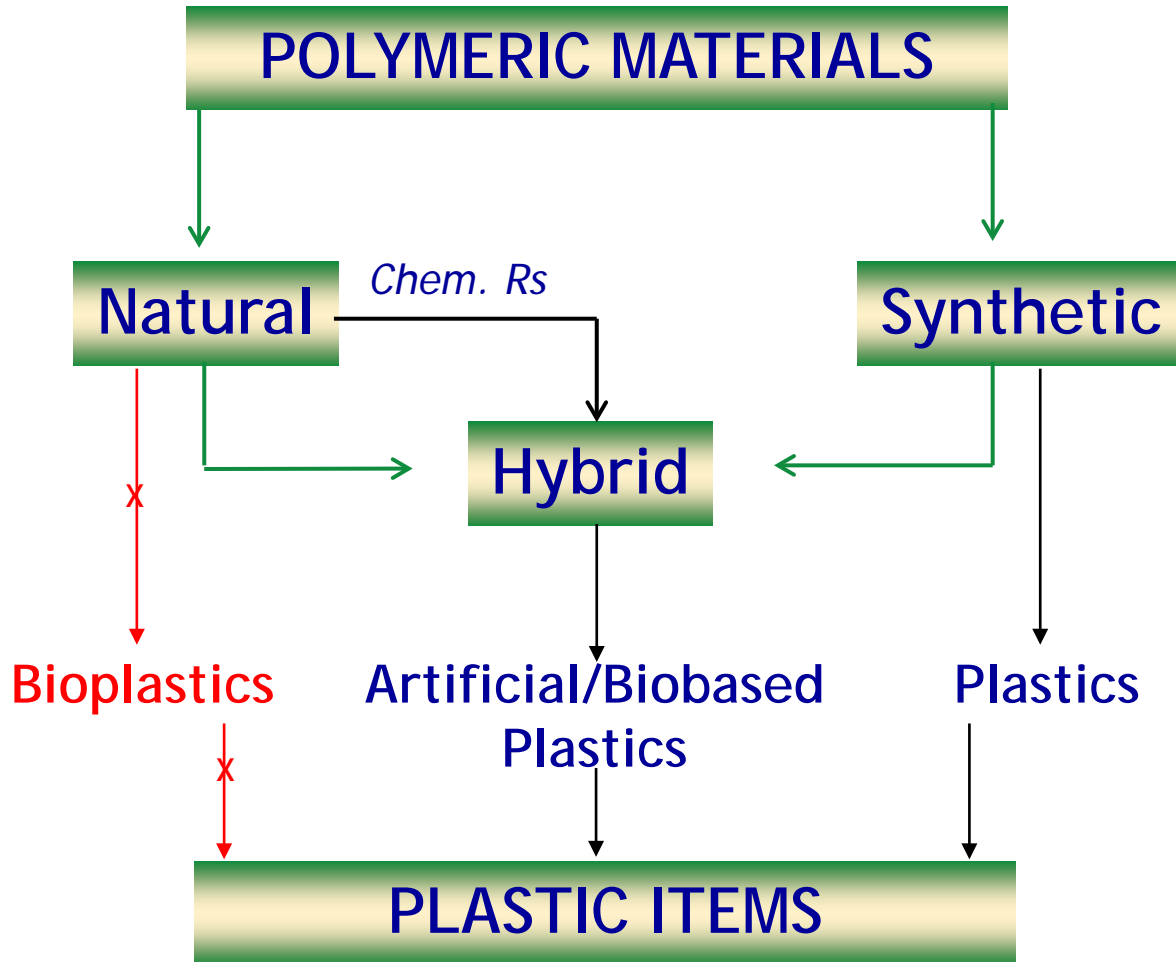 POLYMERIC MATERIALS
Chem. Rs
Natural
Synthetic
Hybrid
X
Bioplastics
Artificial/Biobased
Plastics
Plastics
X
PLASTIC ITEMS